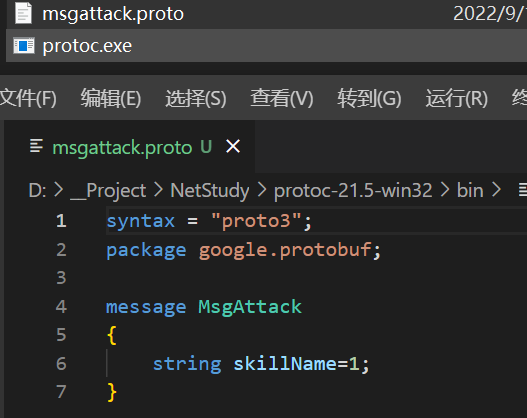 msgattack.proto 2022/9/1
protoc.exe
文件(F) 编辑(E) 选择(S) 查看(V) 转到(G) 运行(R) 终
msgattack.proto U ×
D: > __Project > NetStudy > protoc-21.5-win32 > bin >
1 syntax = "proto3";
2 package google.protobuf;
3
4 message MsgAttack
5 {
6 string skillName=1;
7 }